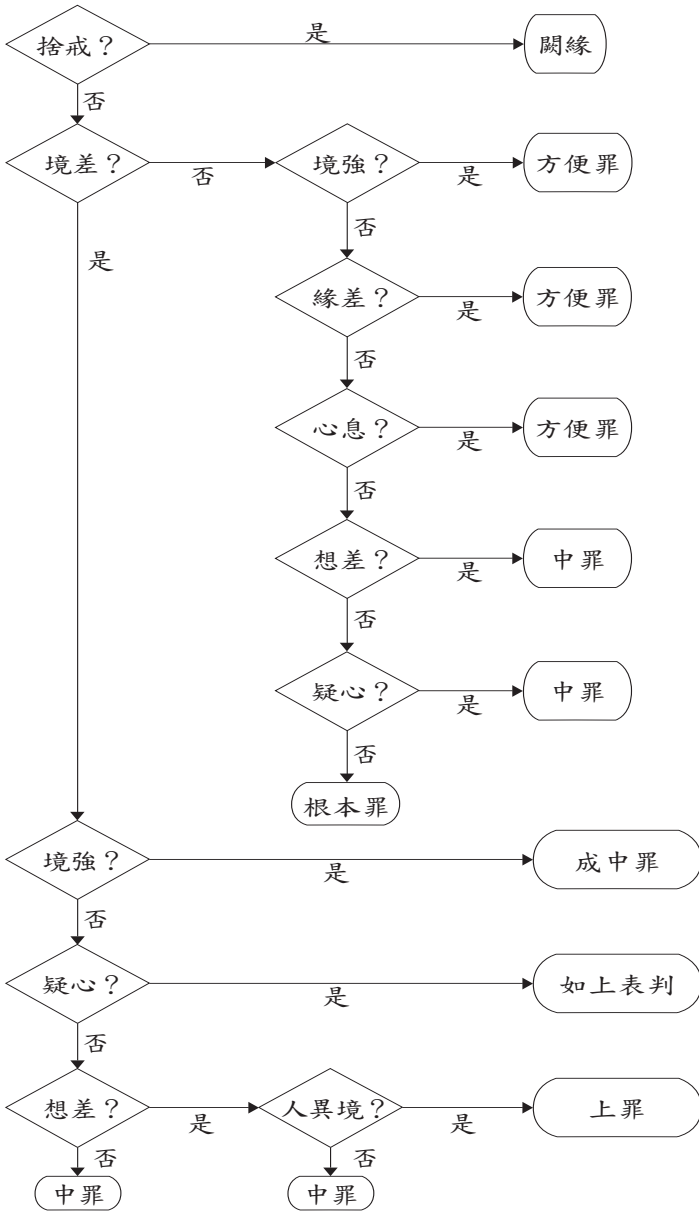 捨戒？
是
闕緣
否
境差？
否
境強？
是
方便罪
是
否
緣差？
是
方便罪
否
心息？
是
方便罪
否
想差？
是
中罪
否
疑心？
是
中罪
否
根本罪
境強？
是
成中罪
否
疑心？
是
如上表判
否
想差？
是
人異境？
是
上罪
否
否
中罪
中罪